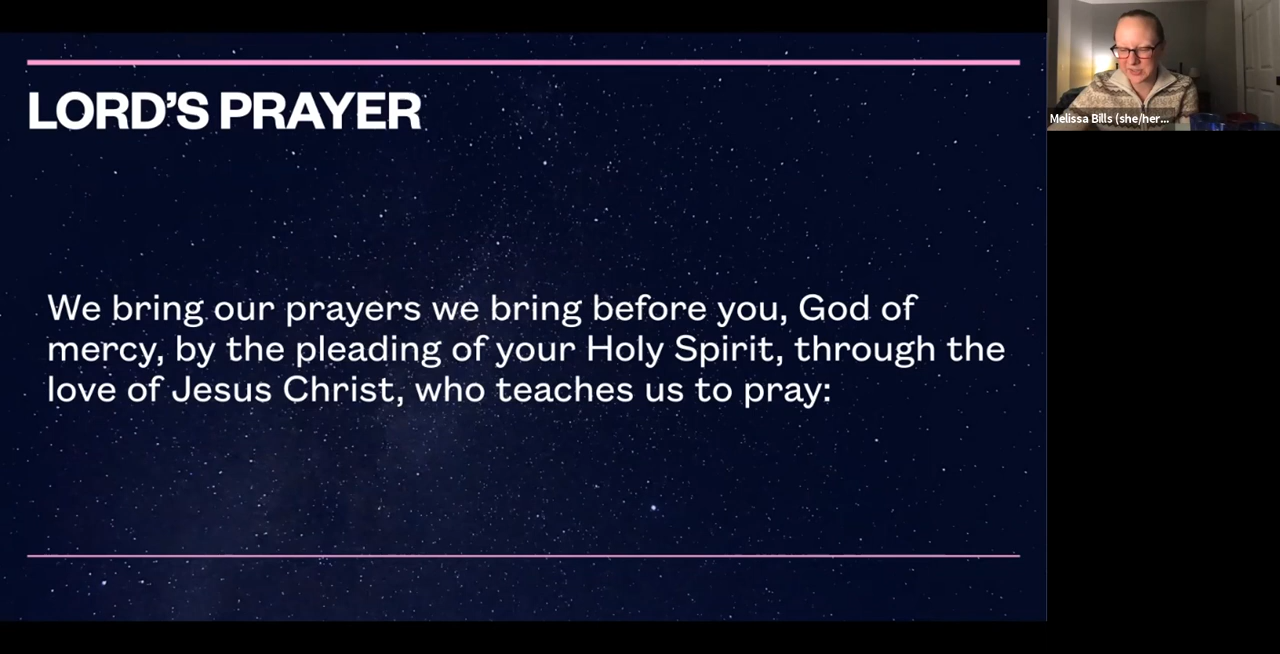 LORD'S PRAYER
We bring our prayers we bring before you, God of
mercy, by the pleading of your Holy Spirit, through the
love of Jesus Christ, who teaches us to pray:
Melissa Bills (she/her...